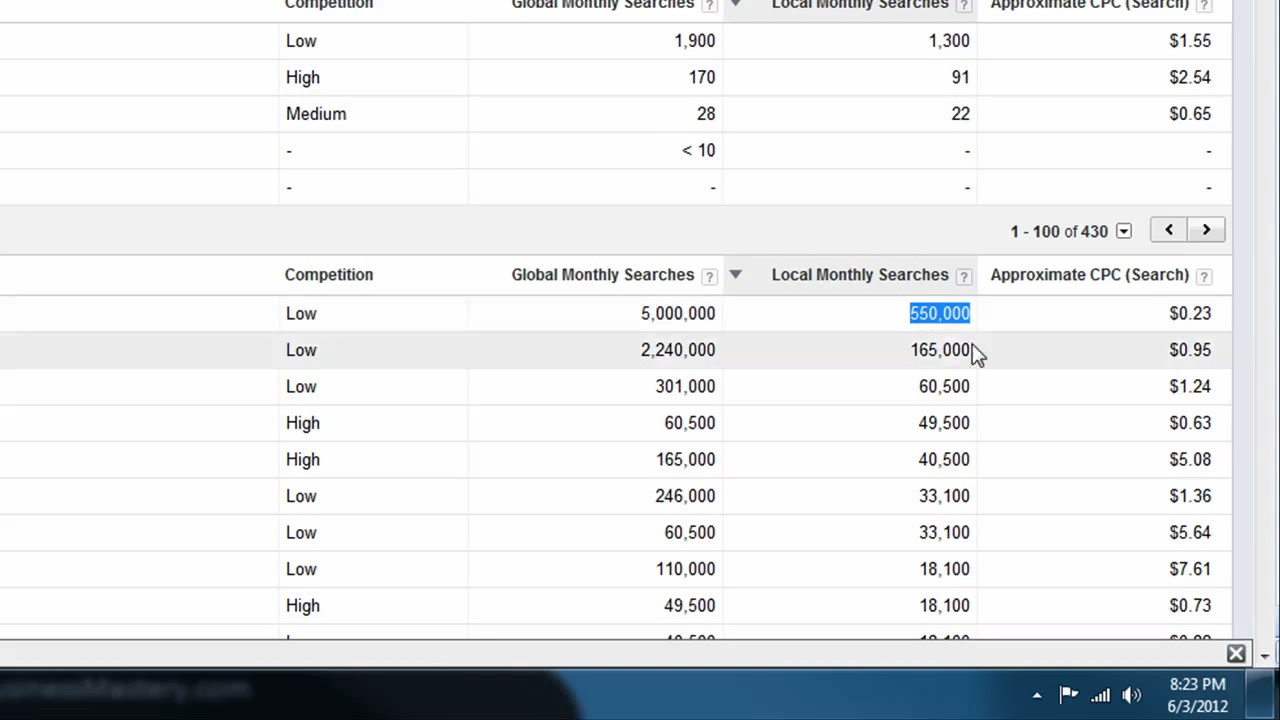 Competition Global Monthly Searches ? Local Monthly Searches ? Approximate CPC (Search) ?
Low 1,900 1,300 $1.55
High 170 91 $2.54
Medium 28 22 $0.65
- < 10 - -
- - - -
1 - 100 of 430
Competition Global Monthly Searches ? Local Monthly Searches ? Approximate CPC (Search) ?
Low 5,000,000 550,000 $0.23
Low 2,240,000 165,000 $0.95
Low 301,000 60,500 $1.24
High 60,500 49,500 $0.63
High 165,000 40,500 $5.08
Low 246,000 33,100 $1.36
Low 60,500 33,100 $5.64
Low 110,000 18,100 $7.61
High 49,500 18,100 $0.73
8:23 PM
6/3/2012